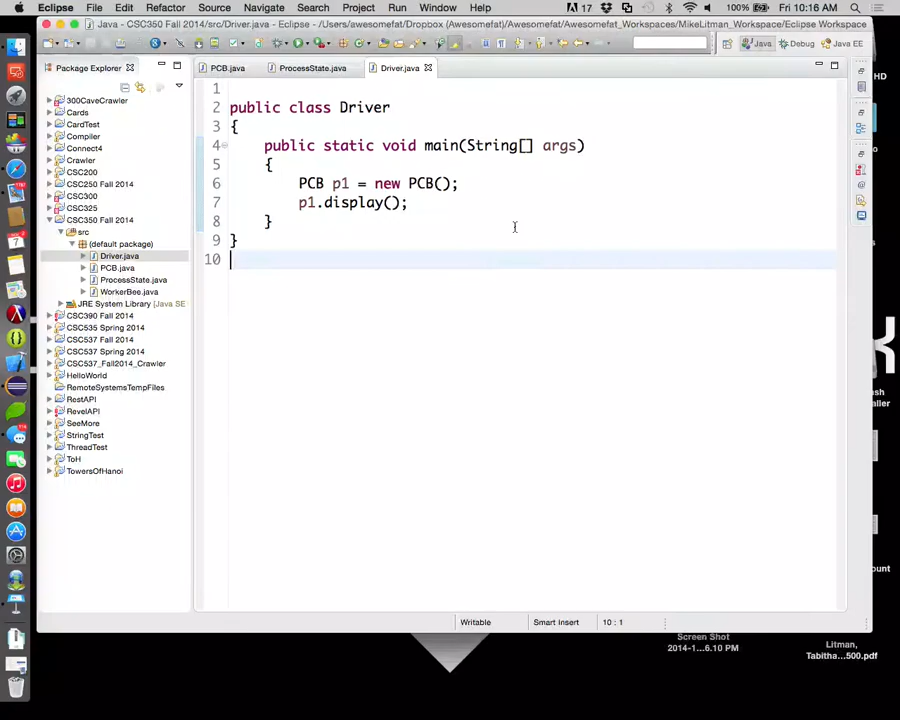 Eclipse File Edit Refactor Source Navigate Search Project Run Window Help 17 100% Fri 10:16 AM
Java - CSC350 Fall 2014/src/Driver.java - Eclipse - /Users/awesomefat/Dropbox (Awesomefat)/Awesomefat_Workspaces/MikeLitman_Workspace/Eclipse Workspace
Java Debug Java EE
Package Explorer
PCB.java ProcessState.java Driver.java
300CaveCrawler
Cards
CardTest
Compiler
Connect4
Crawler
CSC200
CSC250 Fall 2014
CSC300
CSC325
CSC350 Fall 2014
src
(default package)
Driver.java
PCB.java
ProcessState.java
WorkerBee.java
JRE System Library [Java SE
CSC390 Fall 2014
CSC535 Spring 2014
CSC537 Fall 2014
CSC537 Spring 2014
CSC537_Fall2014_Crawler
HelloWorld
RemoteSystemsTempFiles
RestAPI
RevelAPI
SeeMore
StringTest
ThreadTest
ToH
TowersOfHanoi
1
2 public class Driver
3 {
4 public static void main(String[] args)
5 {
6 PCB p1 = new PCB();
7 p1.display();
8 }
9 }
10
Writable Smart Insert 10 : 1
HD
ash
aller
ount
Screen Shot
2014-1...6.10 PM
Litman,
Tabitha...500.pdf